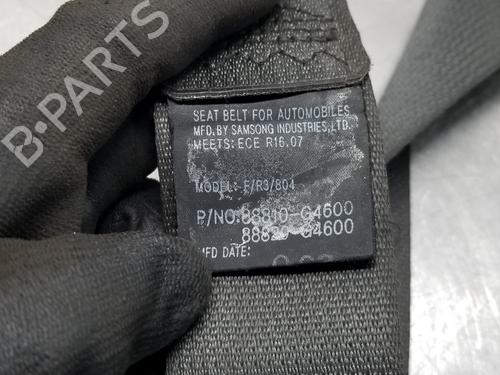 B-PARTS
SEAT BELT FOR AUTOMOBILES
MFD.BY SAMSONG INDUSTRIES,LTD.
MEETS:ECE R16.07
MODEL: F/R3/804
P/NO:88810-G4600
88820-G4600
MFD DATE: